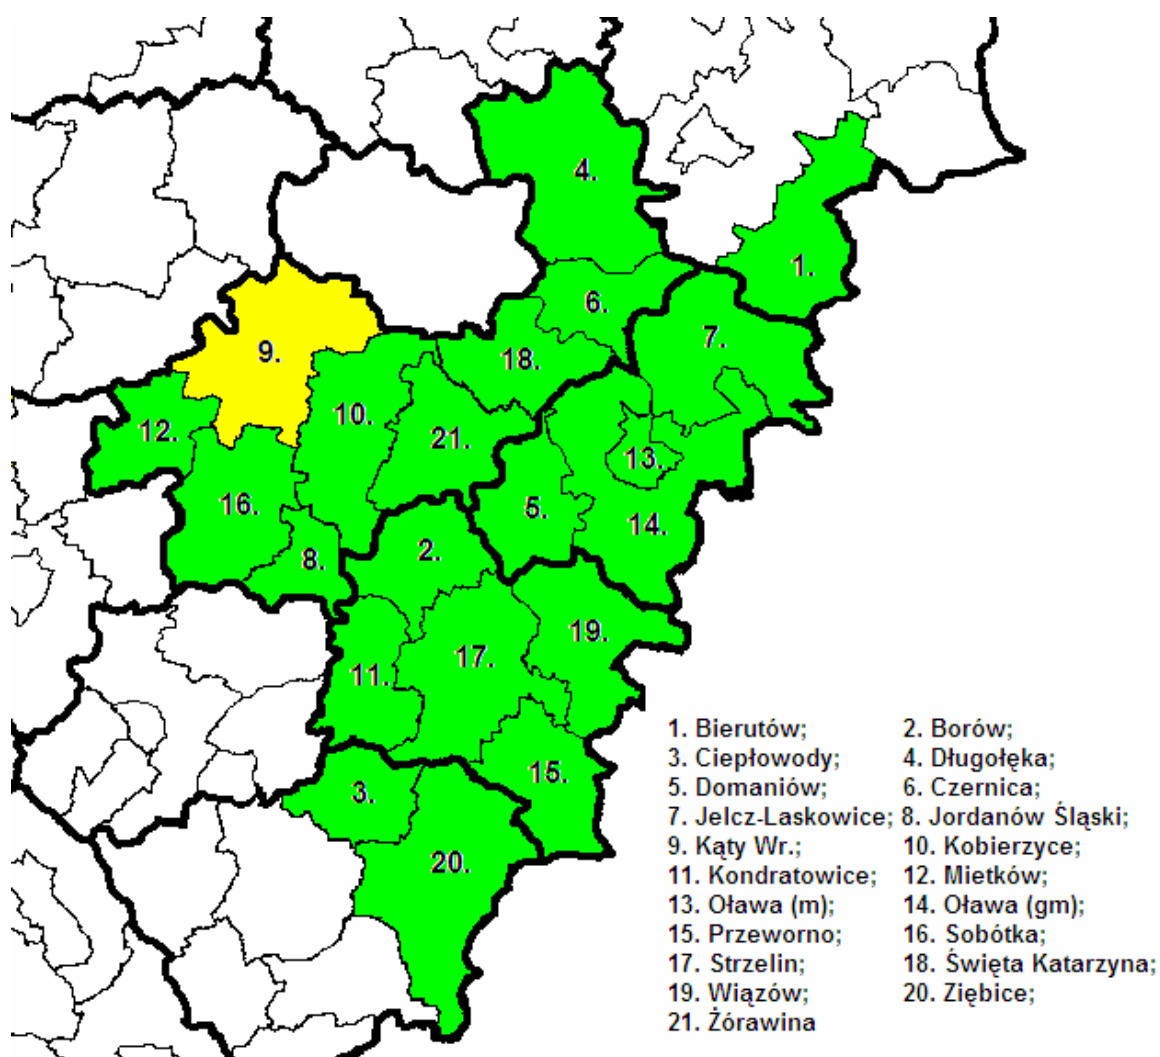 4.
1.
6.
7.
9.
18.
12.
10.
21.
13.
16.
5.
14.
8.
2.
19.
17.
11.
15.
3.
20.
1. Bierutów; 2. Borów;
3. Ciepłowody; 4. Długołęka;
5. Domaniów; 6. Czernica;
7. Jelcz-Laskowice; 8. Jordanów Śląski;
9. Kąty Wr.; 10. Kobierzyce;
11. Kondratowice; 12. Mietków;
13. Oława (m); 14. Oława (gm);
15. Przeworno; 16. Sobótka;
17. Strzelin; 18. Święta Katarzyna;
19. Wiązów; 20. Ziębice;
21. Żórawina